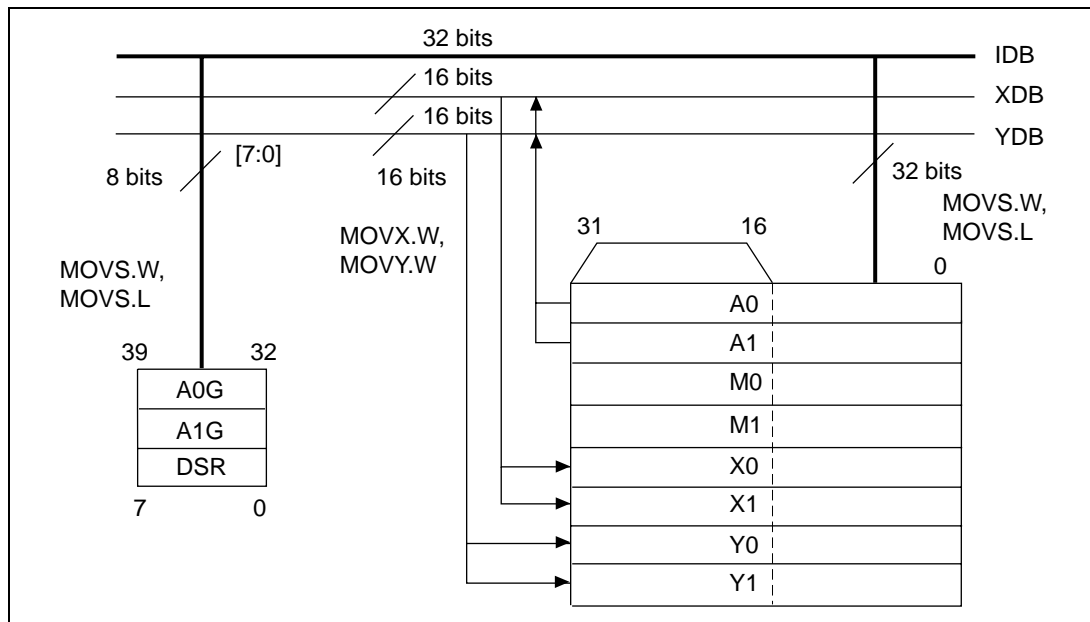 32 bits
IDB
16 bits
XDB
16 bits
YDB
[7:0]
8 bits
16 bits
32 bits
MOVS.W,
MOVS.L
MOVX.W,
MOVY.W
31
16
0
MOVS.W,
MOVS.L
A0
A1
39
32
M0
A0G
M1
A1G
X0
DSR
X1
7
0
Y0
Y1